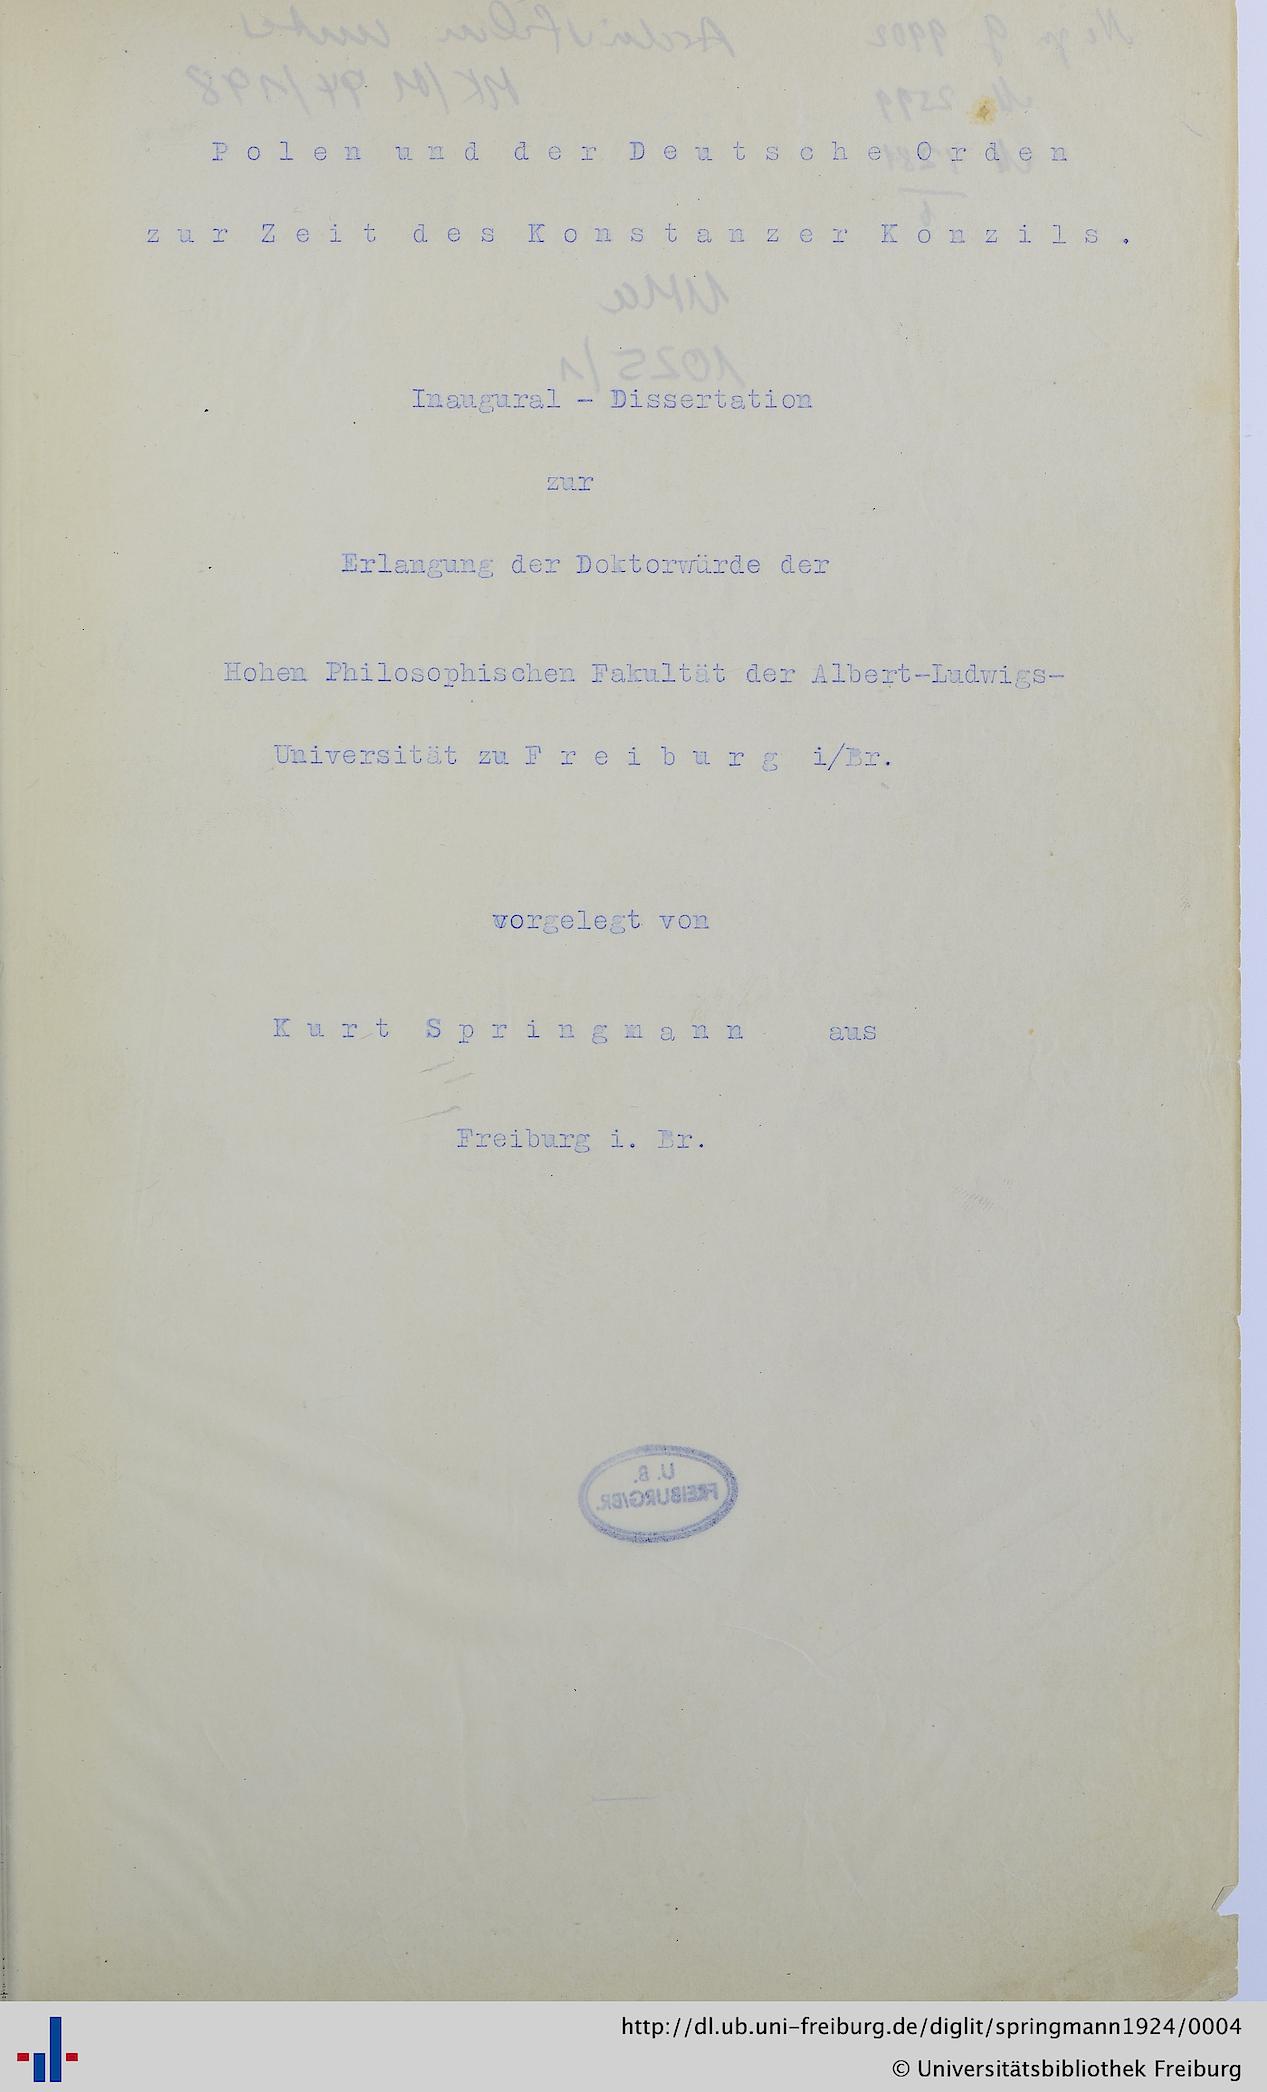 Polen und der Deutsche Orden
zur Zeit des Konstanzer Konzils.
Inaugural - Dissertation
zur
Erlangung der Doktorwürde der
Hohen Philosophischen Fakultät der Albert-Ludwigs-
Universität zu Freiburg i/Br.
vorgelegt von
Kurt Springmann aus
Freiburg i. Br.
U. B.
FREIBURG/BR.
http://dl.ub.uni-freiburg.de/diglit/springmann1924/0004
© Universitätsbibliothek Freiburg